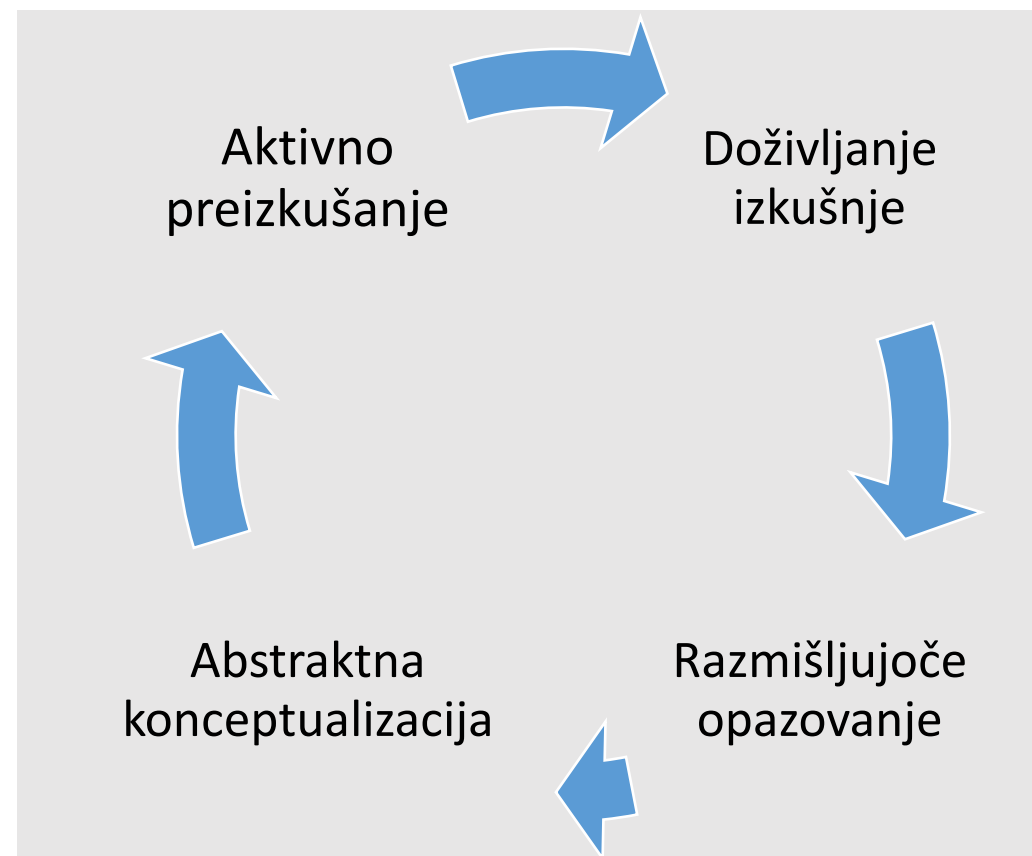 Aktivno
preizkušanje
Doživljanje
izkušnje
Abstraktna
konceptualizacija
Razmišljujoče
opazovanje